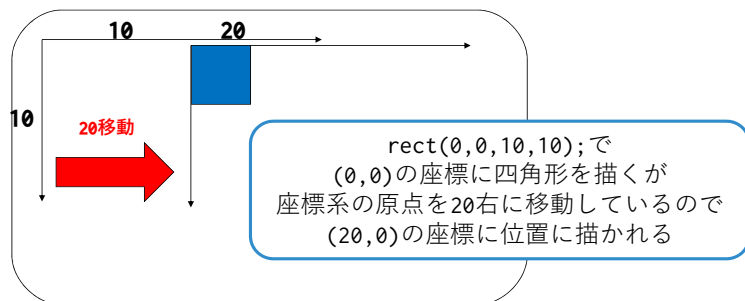 10
20
10
20移動
rect(0,0,10,10);で
(0,0)の座標に四角形を描くが
座標系の原点を20右に移動しているので
(20,0)の座標に位置に描かれる